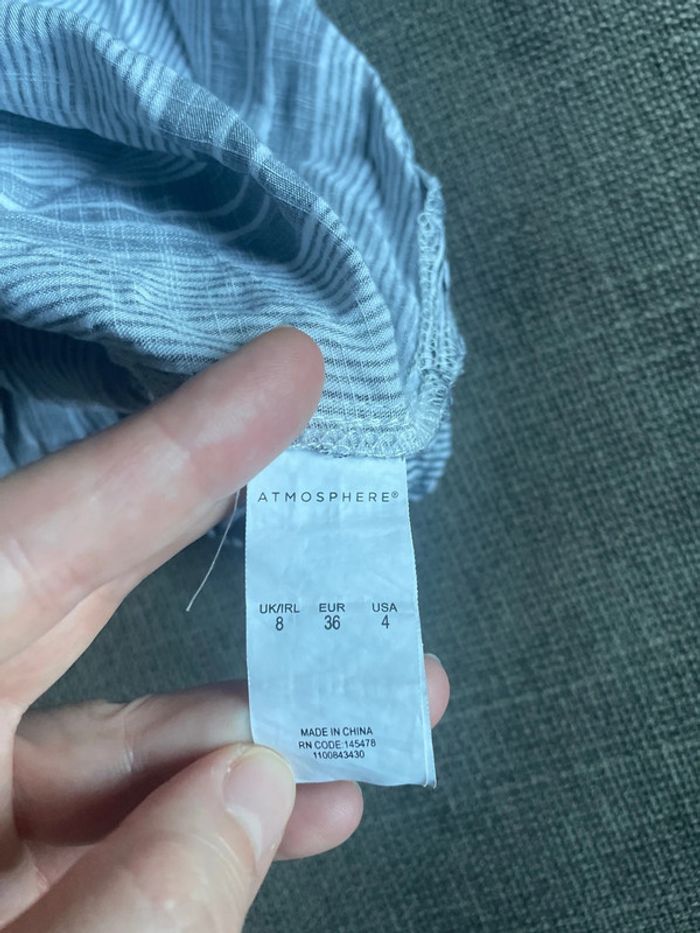 ATMOSPHERE®
UK/IRL EUR USA
8 36 4
MADE IN CHINA
RN CODE:145478
1100843430